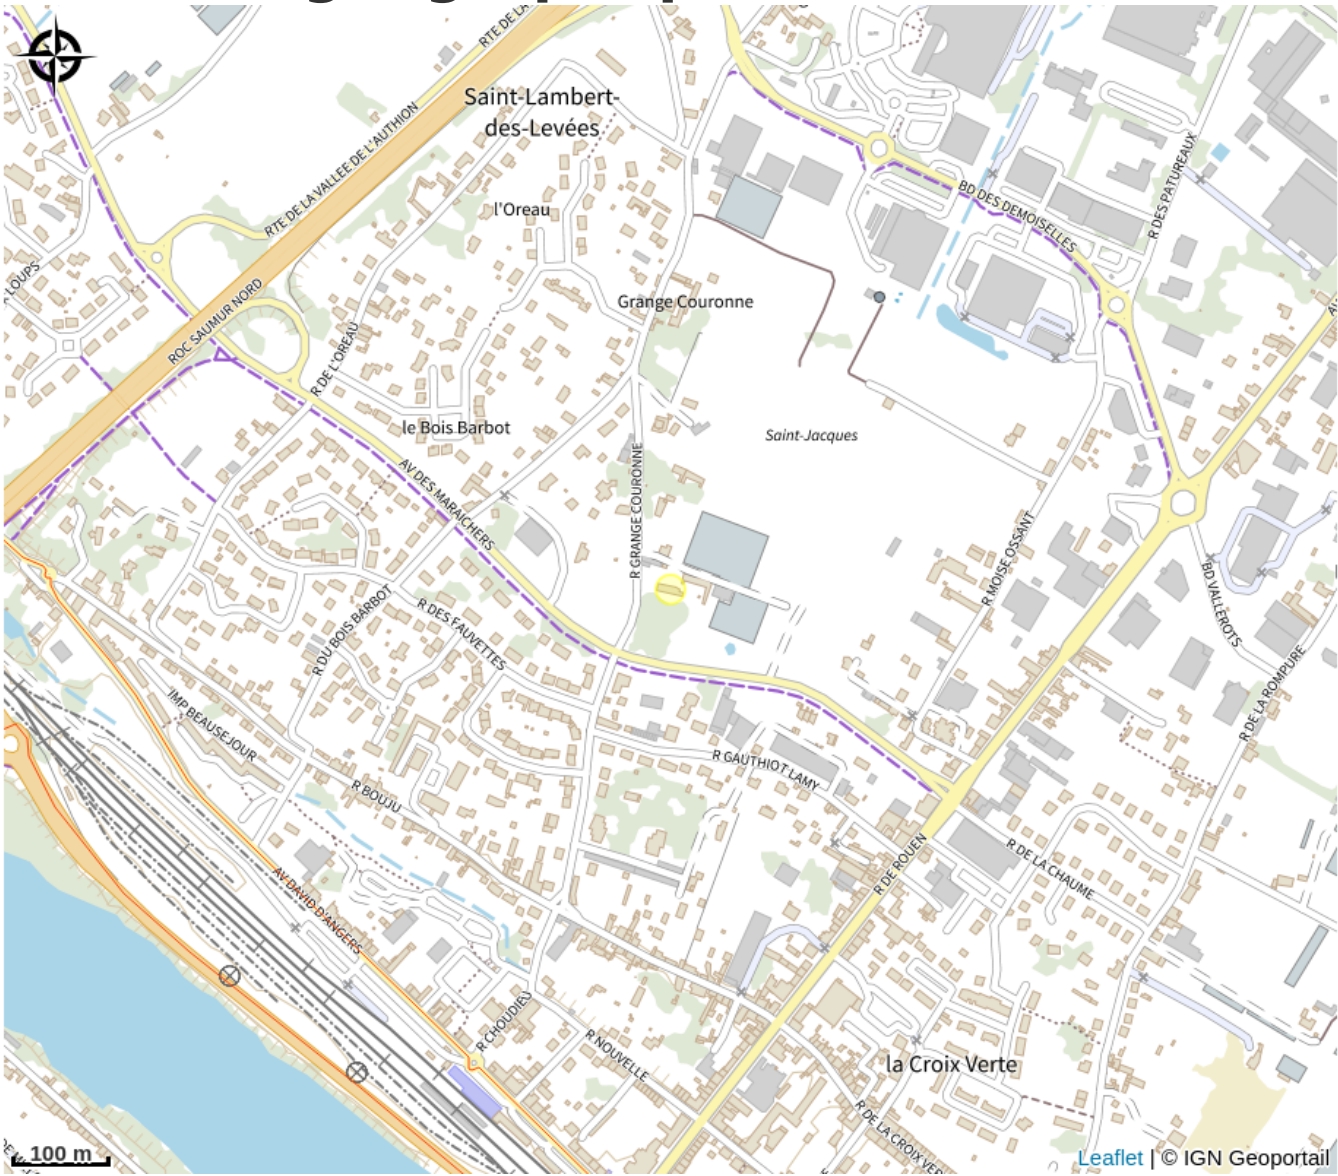 RTE DE LA
Saint-Lambert-
des-Levées
RTE DE LA VALLEE DE L'AUTHION
l'Oreau
BD DES DEMOISELLES
R DES PATUREAUX
LOUPS
ROC SAUMUR NORD
Grange Couronne
R DE L'OREAU
le Bois Barbot
Saint-Jacques
AV DES MARAICHERS
R GRANGE COURONNE
R MOISE OSSANT
BD VALLEROTS
R DU BOIS BARBOT
R DES FAUVETTES
R DE LA ROMPURE
IMP BEAUSEJOUR
R GAUTHIOT LAMY
R BOUJU
R DE ROUEN
R DE LA CHAUME
AV DAVID D'ANGERS
R CHOUDIEU
R NOUVELLE
la Croix Verte
R DE LA CROIX VER
100 m
Leaflet | © IGN Geoportail